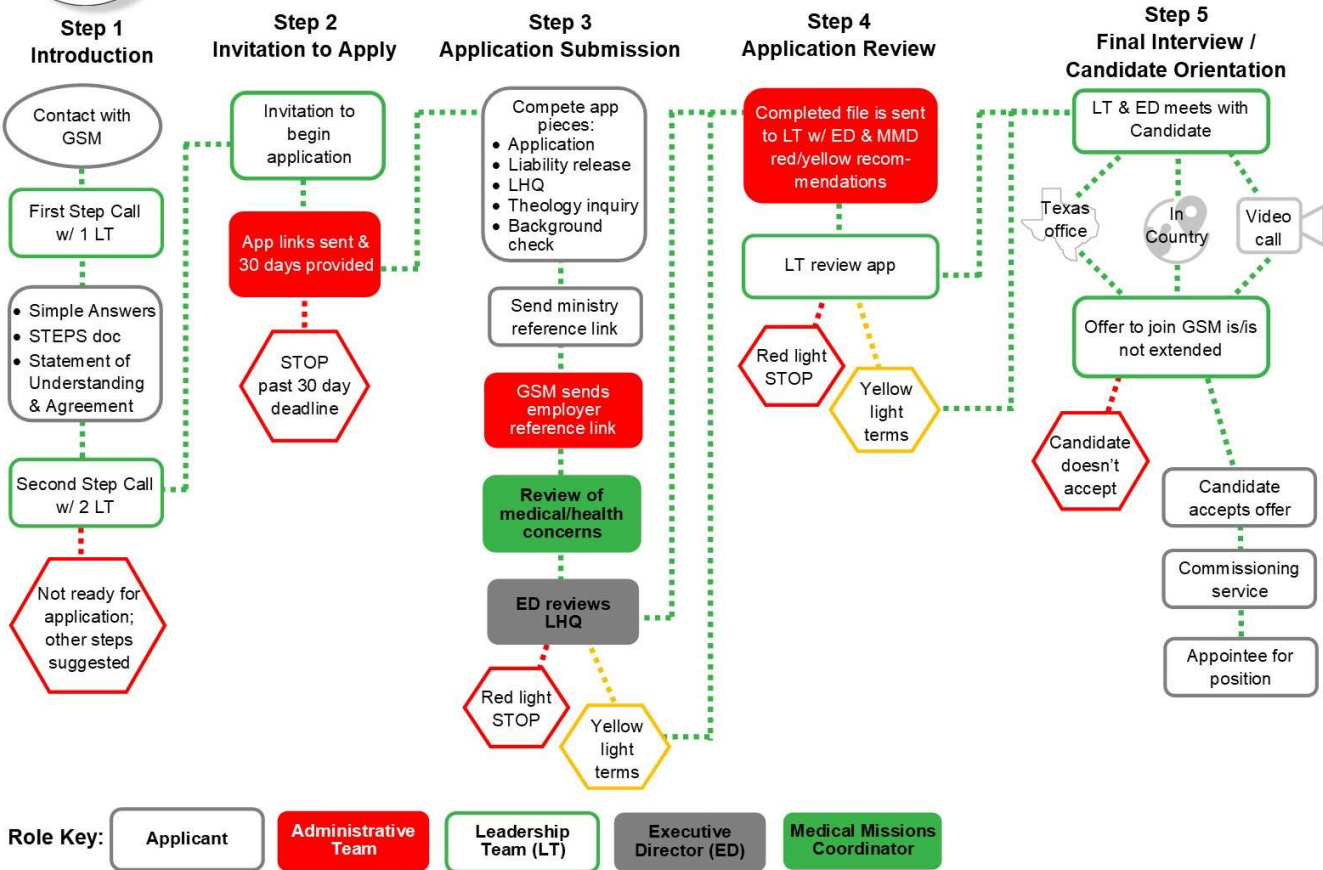 Step 1
Introduction
Contact with
GSM
First Step Call
w/ 1 LT
• Simple Answers
• STEPS doc
• Statement of
Understanding
& Agreement
Second Step Call
w/ 2 LT
Not ready for
application;
other steps
suggested
Step 2
Invitation to Apply
Invitation to
begin
application
App links sent &
30 days provided
STOP
past 30 day
deadline
Step 3
Application Submission
Compete app
pieces:
• Application
• Liability release
• LHQ
• Theology inquiry
• Background
check
Send ministry
reference link
GSM sends
employer
reference link
Review of
medical/health
concerns
ED reviews
LHQ
Red light
STOP
Yellow
light
terms
Step 4
Application Review
Completed file is sent
to LT w/ ED & MMD
red/yellow recom-
mendations
LT review app
Red light
STOP
Yellow
light
terms
Step 5
Final Interview /
Candidate Orientation
LT & ED meets with
Candidate
Texas
office
In
Country
Video
call
Offer to join GSM is/is
not extended
Candidate
doesn't
accept
Candidate
accepts offer
Commissioning
service
Appointee for
position
Role Key:
Applicant
Administrative
Team
Leadership
Team (LT)
Executive
Director (ED)
Medical Missions
Coordinator